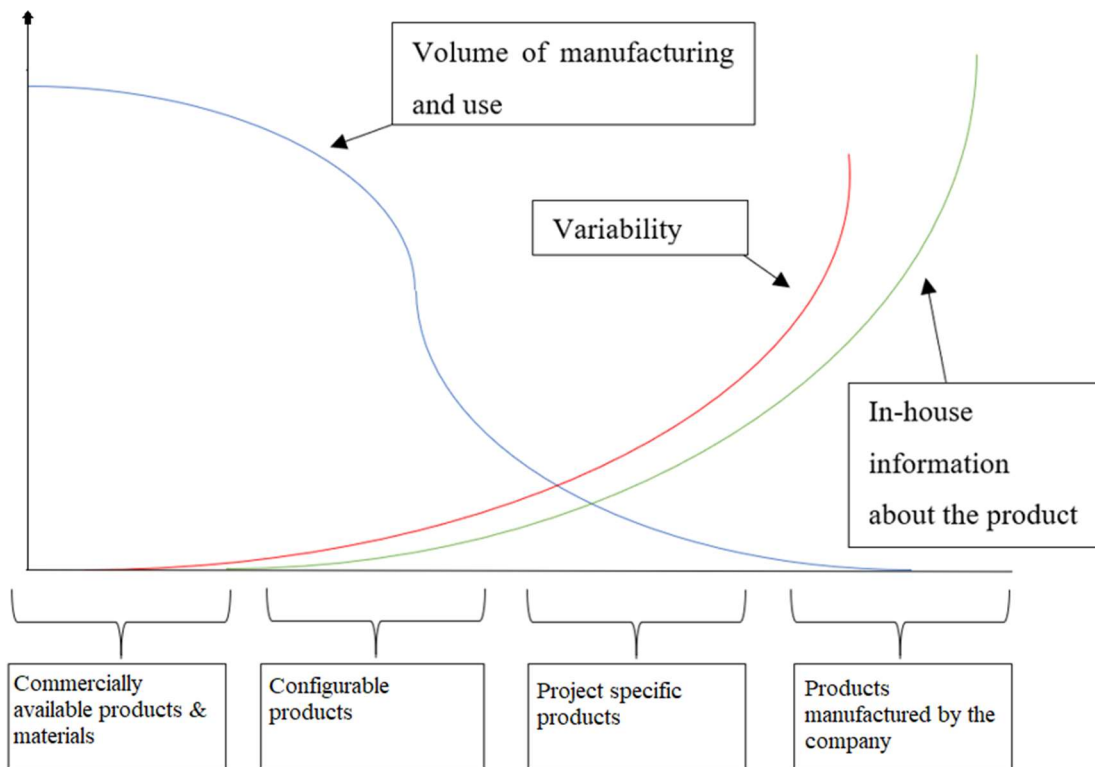 Volume of manufacturing
and use
Variability
In-house
information
about the product
Commercially
available products &
materials
Configurable
products
Project specific
products
Products
manufactured by the
company